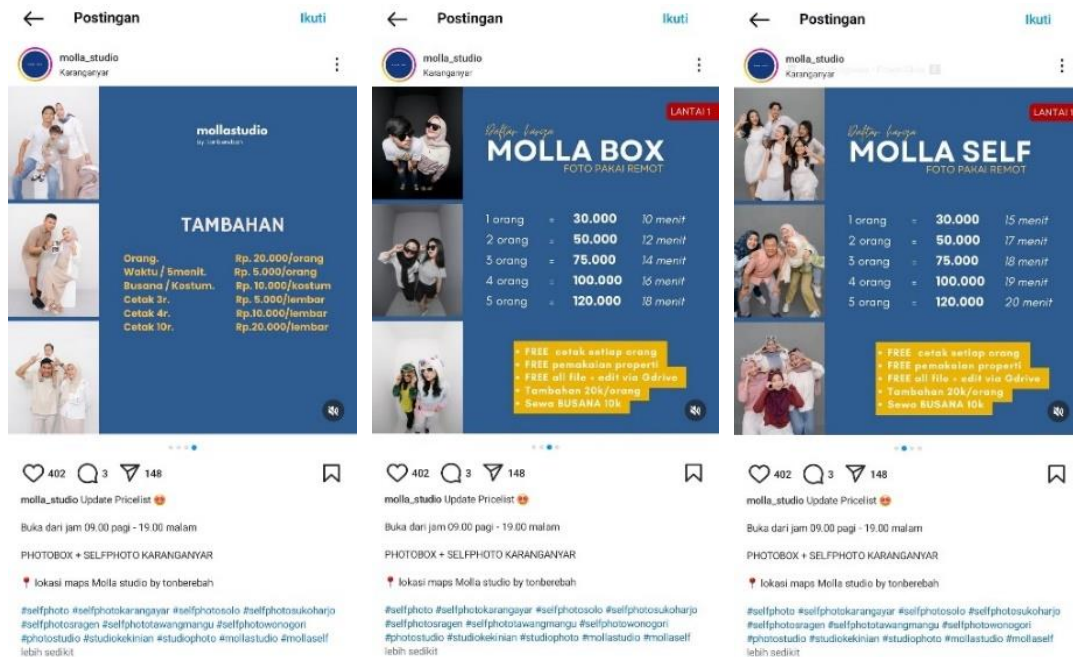 Postingan
Ikuti
molla_studio
Karanganyar
mollastudio
by tonberebah
TAMBAHAN
Orang. Rp. 20.000/orang
Waktu / 5menit. Rp. 5.000/orang
Busana / Kostum. Rp. 10.000/kostum
Cetak 3r. Rp. 5.000/lembar
Cetak 4r. Rp.10.000/lembar
Cetak 10r. Rp.20.000/lembar
402 3 148
molla_studio Update Pricelist 😍
Buka dari jam 09.00 pagi - 19.00 malam
PHOTOBOX + SELFPHOTO KARANGANYAR
📍 lokasi maps Molla studio by tonberebah
#selfphoto #selfphotokarangayar #selfphotosolo #selfphotosukoharjo
#selfphotosragen #selfphototawangmangu #selfphotowonogori
#photostudio #studiokekinian #studiophoto #mollastudio #mollaself
lebih sedikit
Postingan
Ikuti
molla_studio
Karanganyar
LANTAI 1
Daftar harga
MOLLA BOX
FOTO PAKAI REMOT
1 orang = 30.000 10 menit
2 orang = 50.000 12 menit
3 orang = 75.000 14 menit
4 orang = 100.000 16 menit
5 orang = 120.000 18 menit
• FREE cetak setiap orang
• FREE pemakaian properti
• FREE all file - edit via Gdrive
• Tambahan 20k/orang
• Sewa BUSANA 10k
402 3 148
molla_studio Update Pricelist 😍
Buka dari jam 09.00 pagi - 19.00 malam
PHOTOBOX + SELFPHOTO KARANGANYAR
📍 lokasi maps Molla studio by tonberebah
#selfphoto #selfphotokarangayar #selfphotosolo #selfphotosukoharjo
#selfphotosragen #selfphototawangmangu #selfphotowonogori
#photostudio #studiokekinian #studiophoto #mollastudio #mollaself
lebih sedikit
Postingan
Ikuti
molla_studio
Karanganyar
LANTAI 1
Daftar harga
MOLLA SELF
FOTO PAKAI REMOT
1 orang = 30.000 15 menit
2 orang = 50.000 17 menit
3 orang = 75.000 18 menit
4 orang = 100.000 19 menit
5 orang = 120.000 20 menit
• FREE cetak setiap orang
• FREE pemakaian properti
• FREE all file - edit via Gdrive
• Tambahan 20k/orang
• Sewa BUSANA 10k
402 3 148
molla_studio Update Pricelist 😍
Buka dari jam 09.00 pagi - 19.00 malam
PHOTOBOX + SELFPHOTO KARANGANYAR
📍 lokasi maps Molla studio by tonberebah
#selfphoto #selfphotokarangayar #selfphotosolo #selfphotosukoharjo
#selfphotosragen #selfphototawangmangu #selfphotowonogori
#photostudio #studiokekinian #studiophoto #mollastudio #mollaself
lebih sedikit